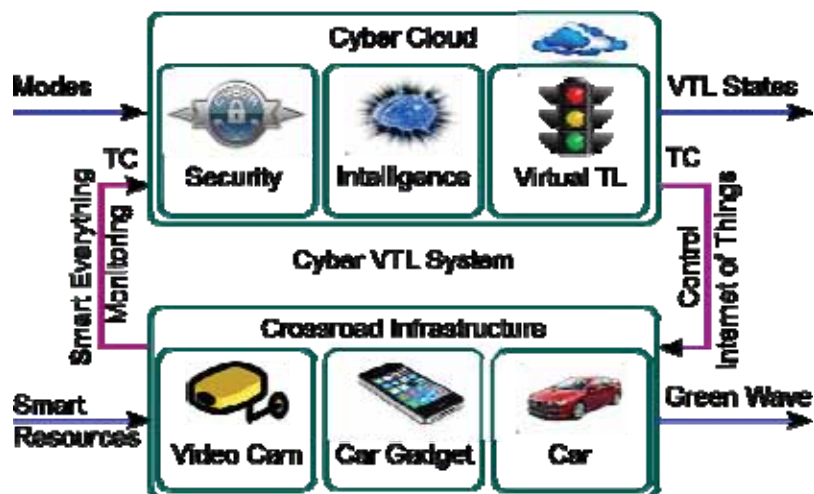 Cyber Cloud
Modes
VTL States
TC
TC
Security
Intelligence
Virtual TL
Smart Everything
Monitoring
Cyber VTL System
Control
Internet of Things
Crossroad Infrastructure
Smart
Resources
Green Wave
Video Cam
Car Gadget
Car